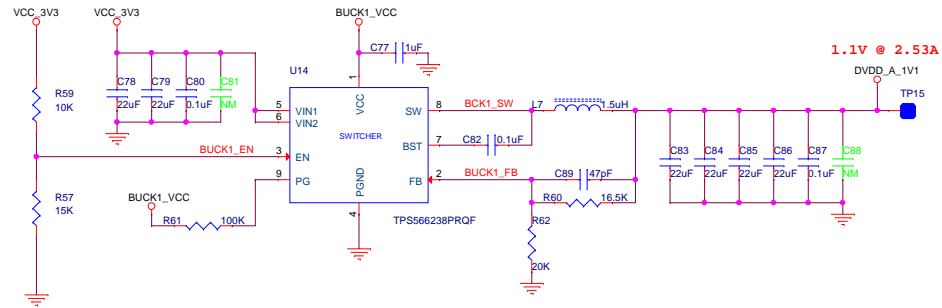 VCC_3V3
VCC_3V3
BUCK1_VCC
C77
1uF
1.1V @ 2.53A
DVDD_A_1V1
TP15
U14
C78
C79
C80
C81
22uF
22uF
0.1uF
NM
R59
10K
1
VCC
5
VIN1
6
VIN2
SW
8
BCK1_SW
L7
1.5uH
SWITCHER
BST
7
C82
0.1uF
BUCK1_EN
3
EN
9
PG
PGND
4
FB
2
BUCK1_FB
C89
47pF
R60
16.5K
C83
C84
C85
C86
C87
C88
22uF
22uF
22uF
22uF
0.1uF
NM
R57
15K
BUCK1_VCC
R61
100K
TPS566238PRQF
R62
20K